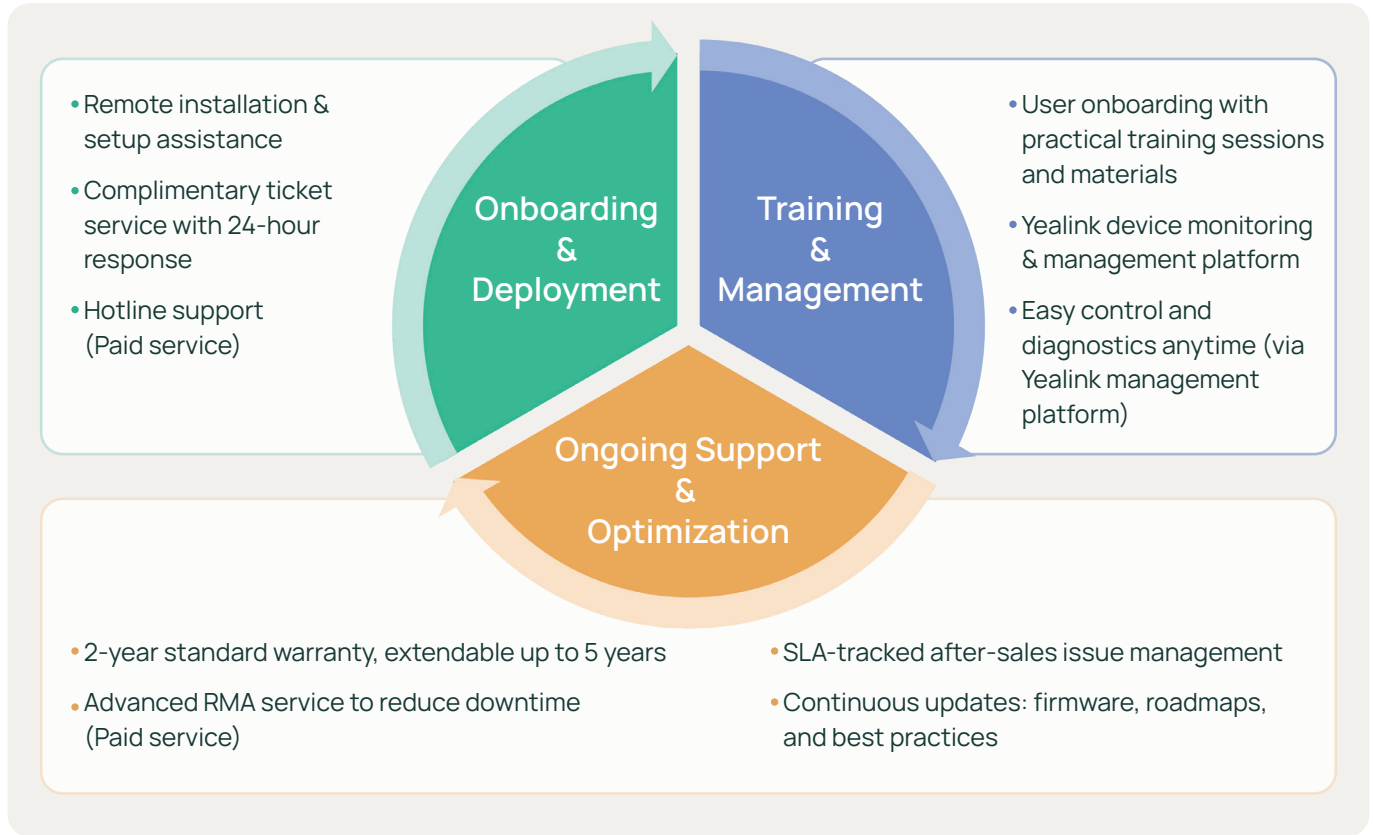 • Remote installation &
setup assistance
• Complimentary ticket
service with 24-hour
response
• Hotline support
(Paid service)
Onboarding
&
Deployment
Training
&
Management
• User onboarding with
practical training sessions
and materials
• Yealink device monitoring
& management platform
• Easy control and
diagnostics anytime (via
Yealink management
platform)
Ongoing Support
&
Optimization
• 2-year standard warranty, extendable up to 5 years
• Advanced RMA service to reduce downtime
(Paid service)
• SLA-tracked after-sales issue management
• Continuous updates: firmware, roadmaps,
and best practices